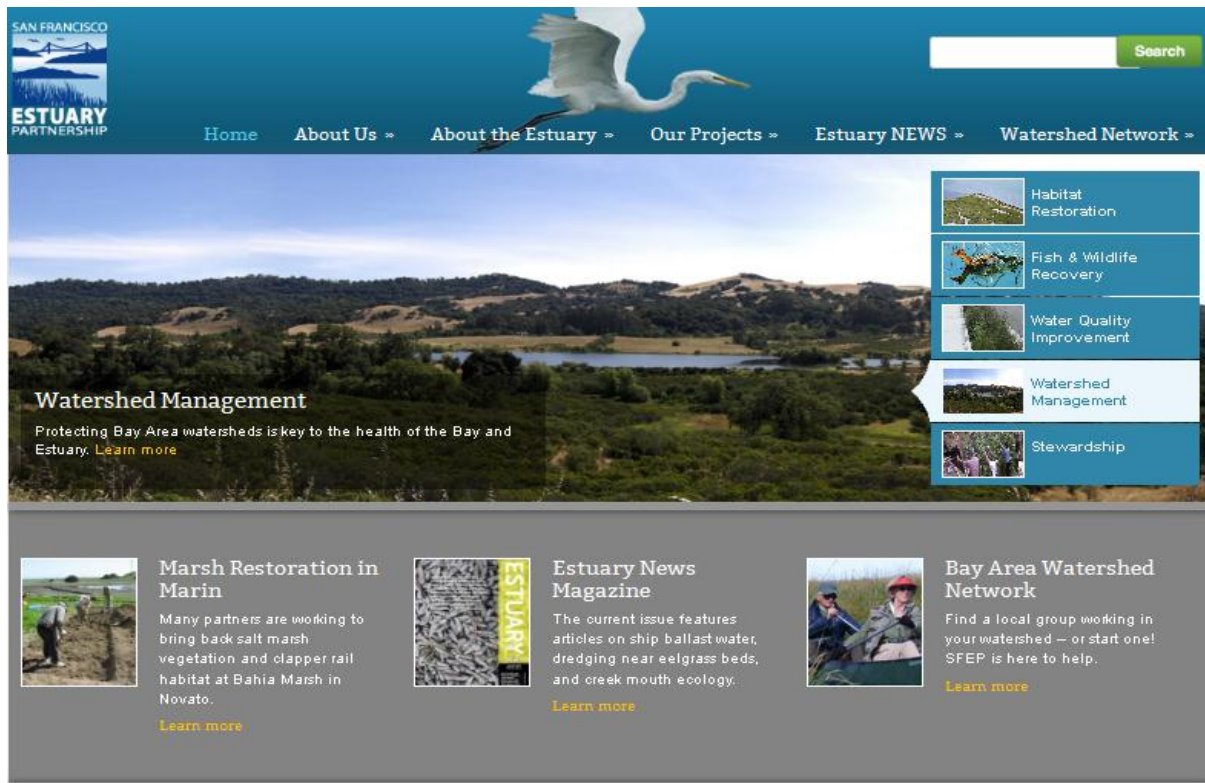 SAN FRANCISCO
ESTUARY
PARTNERSHIP
Search
Home About Us » About the Estuary » Our Projects » Estuary NEWS » Watershed Network »
Habitat
Restoration
Fish & Wildlife
Recovery
Water Quality
Improvement
Watershed
Management
Stewardship
Watershed Management
Protecting Bay Area watersheds is key to the health of the Bay and
Estuary. Learn more
Marsh Restoration in
Marin
Many partners are working to
bring back salt marsh
vegetation and clapper rail
habitat at Bahia Marsh in
Novato.
Learn more
ESTUARY
Estuary News
Magazine
The current issue features
articles on ship ballast water,
dredging near eelgrass beds,
and creek mouth ecology.
Learn more
Bay Area Watershed
Network
Find a local group working in
your watershed – or start one!
SFEP is here to help.
Learn more